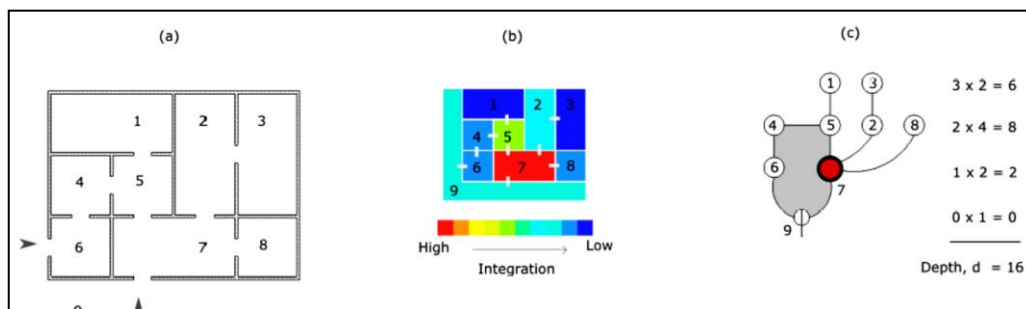 (a)
1 2 3
4 5
6 7 8
(b)
1 2 3
4 5
6 7 8
9
High Low
Integration
(c)
1 3
4 5 2 8
6
7
9
3 x 2 = 6
2 x 4 = 8
1 x 2 = 2
0 x 1 = 0
Depth, d = 16